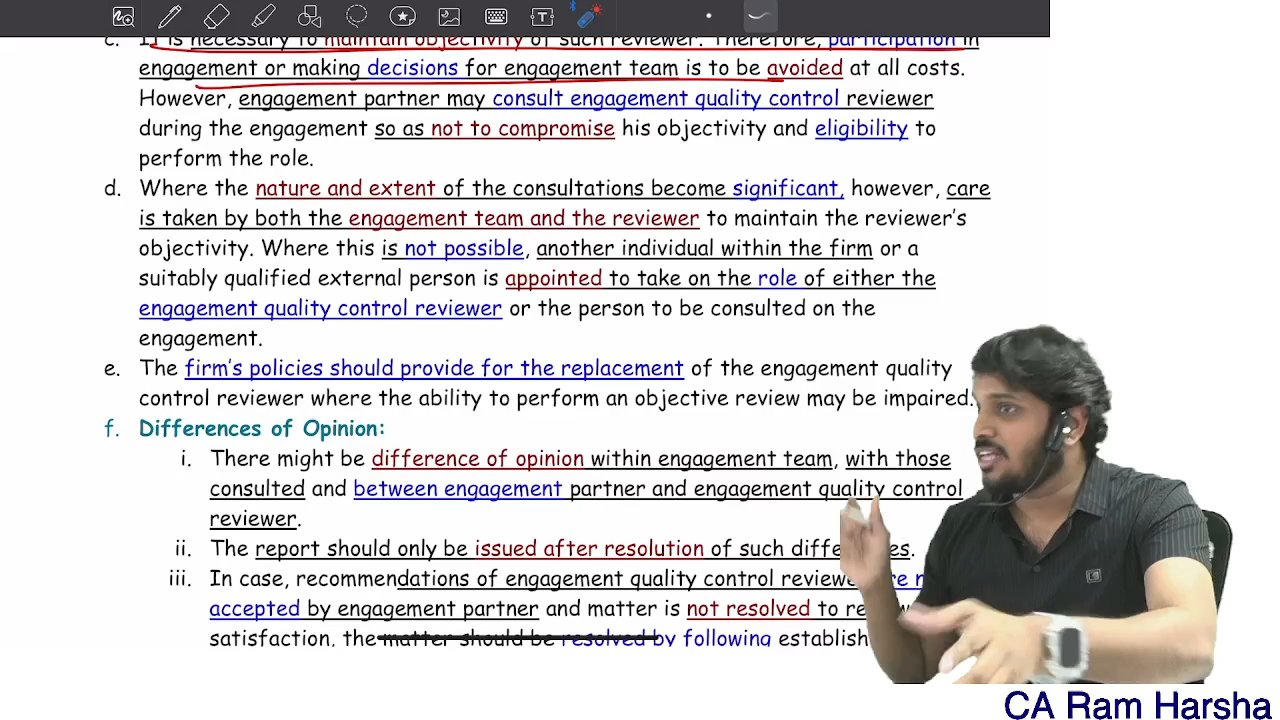 c. It is necessary to maintain objectivity of such reviewer. Therefore, participation in
engagement or making decisions for engagement team is to be avoided at all costs.
However, engagement partner may consult engagement quality control reviewer
during the engagement so as not to compromise his objectivity and eligibility to
perform the role.
d. Where the nature and extent of the consultations become significant, however, care
is taken by both the engagement team and the reviewer to maintain the reviewer's
objectivity. Where this is not possible, another individual within the firm or a
suitably qualified external person is appointed to take on the role of either the
engagement quality control reviewer or the person to be consulted on the
engagement.
e. The firm's policies should provide for the replacement of the engagement quality
control reviewer where the ability to perform an objective review may be impaired.
f. Differences of Opinion:
i. There might be difference of opinion within engagement team, with those
consulted and between engagement partner and engagement quality control
reviewer.
ii. The report should only be issued after resolution of such
iii. In case, recommendations of engagement quality control
accepted by engagement partner and matter is not resolved to
satisfaction, the matter should be resolved by following
CA Ram Harsha